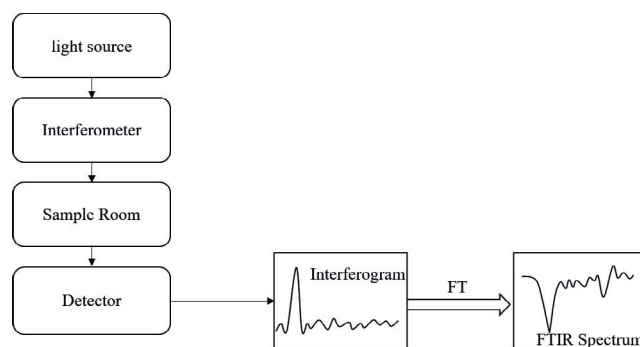 light source
Interferometer
Sample Room
Detector
Interferogram
FT
FTIR Spectrum